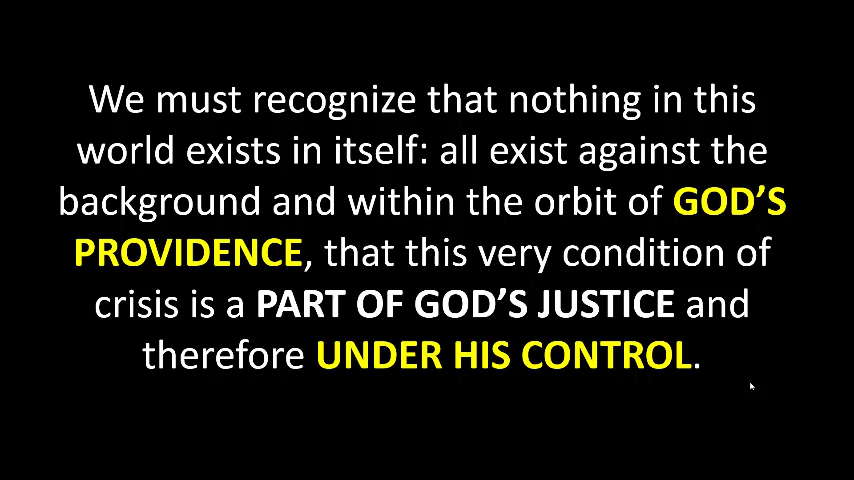 We must recognize that nothing in this
world exists in itself: all exist against the
background and within the orbit of GOD’S
PROVIDENCE, that this very condition of
crisis is a PART OF GOD’S JUSTICE and
therefore UNDER HIS CONTROL.